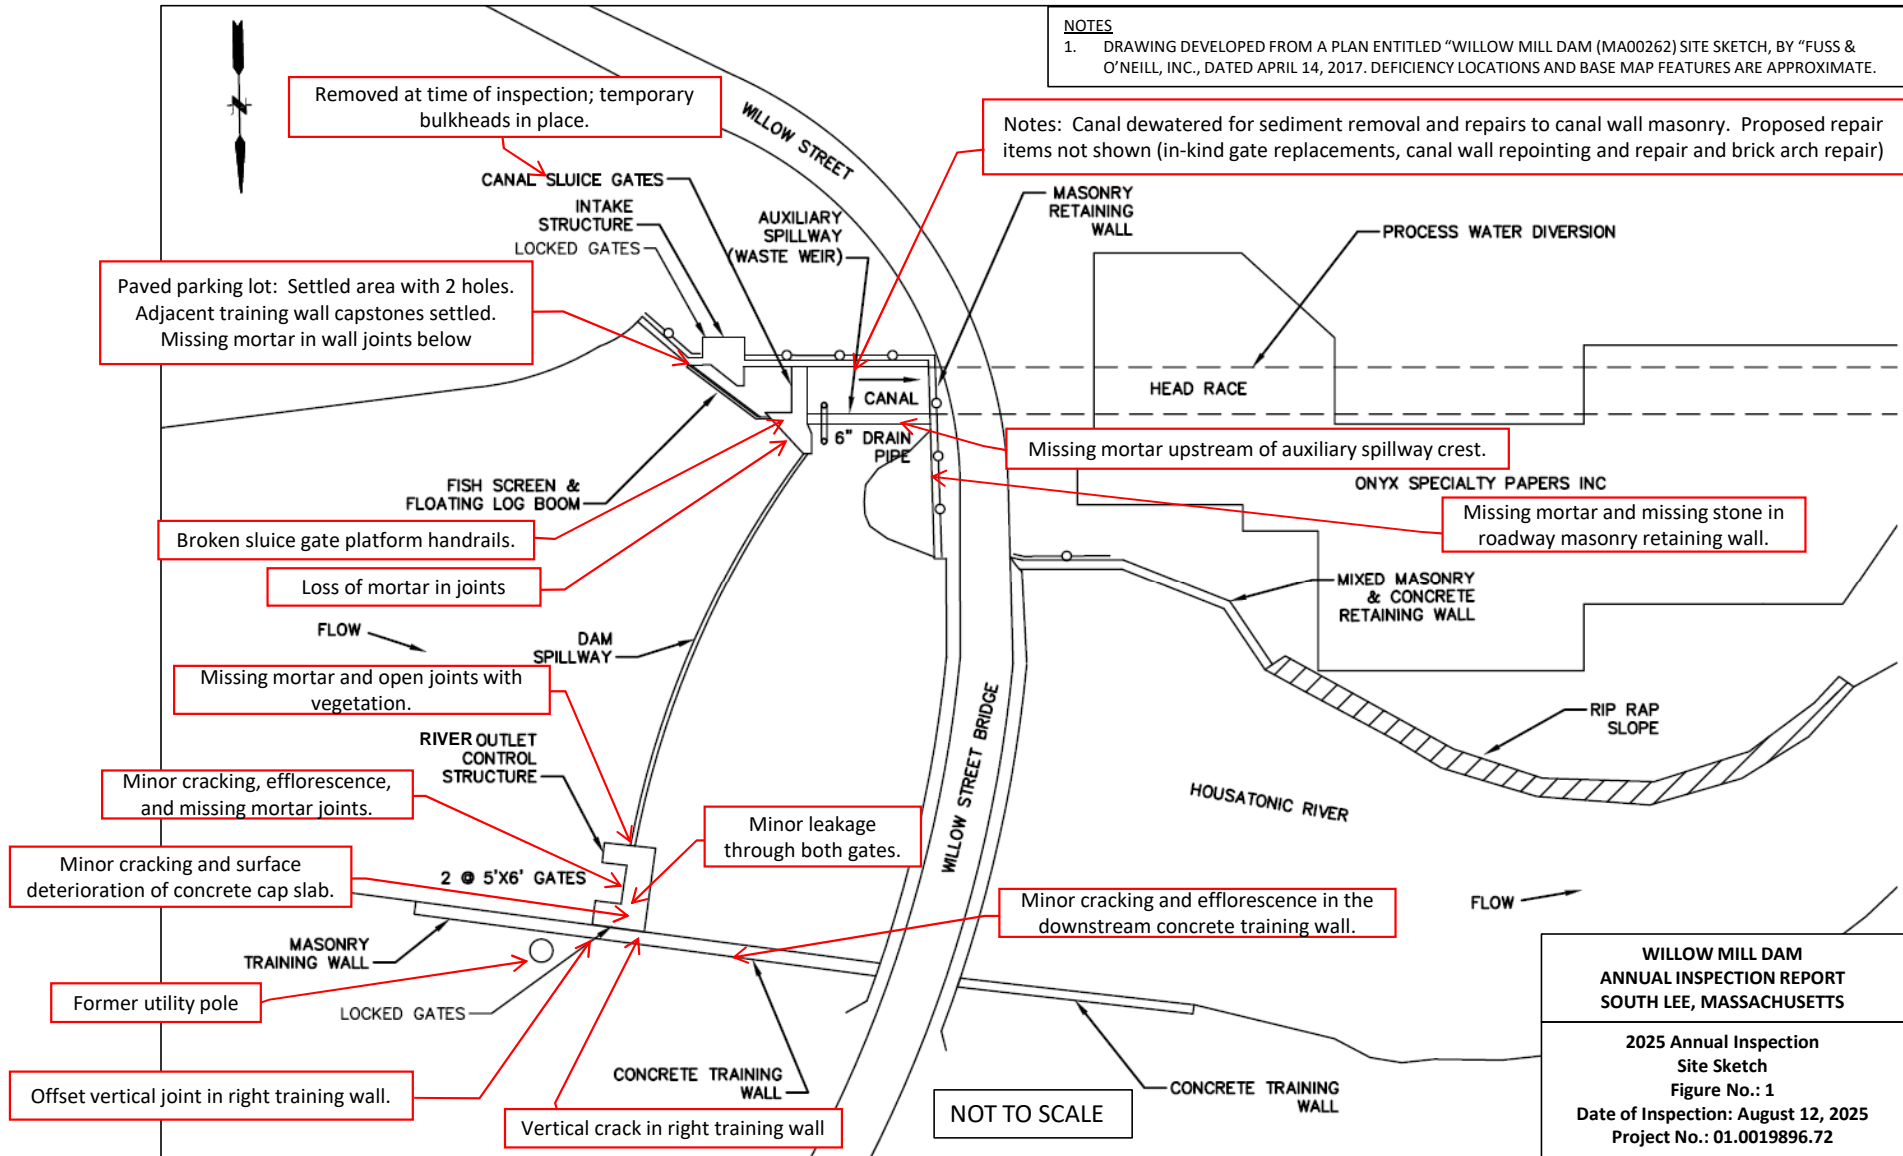 NOTES
1. DRAWING DEVELOPED FROM A PLAN ENTITLED “WILLOW MILL DAM (MA00262) SITE SKETCH, BY “FUSS &
O’NEILL, INC., DATED APRIL 14, 2017. DEFICIENCY LOCATIONS AND BASE MAP FEATURES ARE APPROXIMATE.
Removed at time of inspection; temporary
bulkheads in place.
WILLOW STREET
Notes: Canal dewatered for sediment removal and repairs to canal wall masonry. Proposed repair
items not shown (in-kind gate replacements, canal wall repointing and repair and brick arch repair)
CANAL SLUICE GATES
INTAKE
STRUCTURE
LOCKED GATES
AUXILIARY
SPILLWAY
(WASTE WEIR)
MASONRY
RETAINING
WALL
PROCESS WATER DIVERSION
Paved parking lot: Settled area with 2 holes.
Adjacent training wall capstones settled.
Missing mortar in wall joints below
CANAL
HEAD RACE
6" DRAIN
PIPE
Missing mortar upstream of auxiliary spillway crest.
FISH SCREEN &
FLOATING LOG BOOM
ONYX SPECIALTY PAPERS INC
Broken sluice gate platform handrails.
Missing mortar and missing stone in
roadway masonry retaining wall.
Loss of mortar in joints
MIXED MASONRY
& CONCRETE
RETAINING WALL
FLOW
DAM
SPILLWAY
Missing mortar and open joints with
vegetation.
RIP RAP
SLOPE
RIVER OUTLET
CONTROL
STRUCTURE
WILLOW STREET BRIDGE
HOUSATONIC RIVER
Minor cracking, efflorescence,
and missing mortar joints.
Minor leakage
through both gates.
Minor cracking and surface
deterioration of concrete cap slab.
2 @ 5'X6' GATES
Minor cracking and efflorescence in the
downstream concrete training wall.
FLOW
MASONRY
TRAINING WALL
Former utility pole
LOCKED GATES
CONCRETE TRAINING
WALL
CONCRETE TRAINING
WALL
Offset vertical joint in right training wall.
Vertical crack in right training wall
NOT TO SCALE
WILLOW MILL DAM
ANNUAL INSPECTION REPORT
SOUTH LEE, MASSACHUSETTS
2025 Annual Inspection
Site Sketch
Figure No.: 1
Date of Inspection: August 12, 2025
Project No.: 01.0019896.72
N